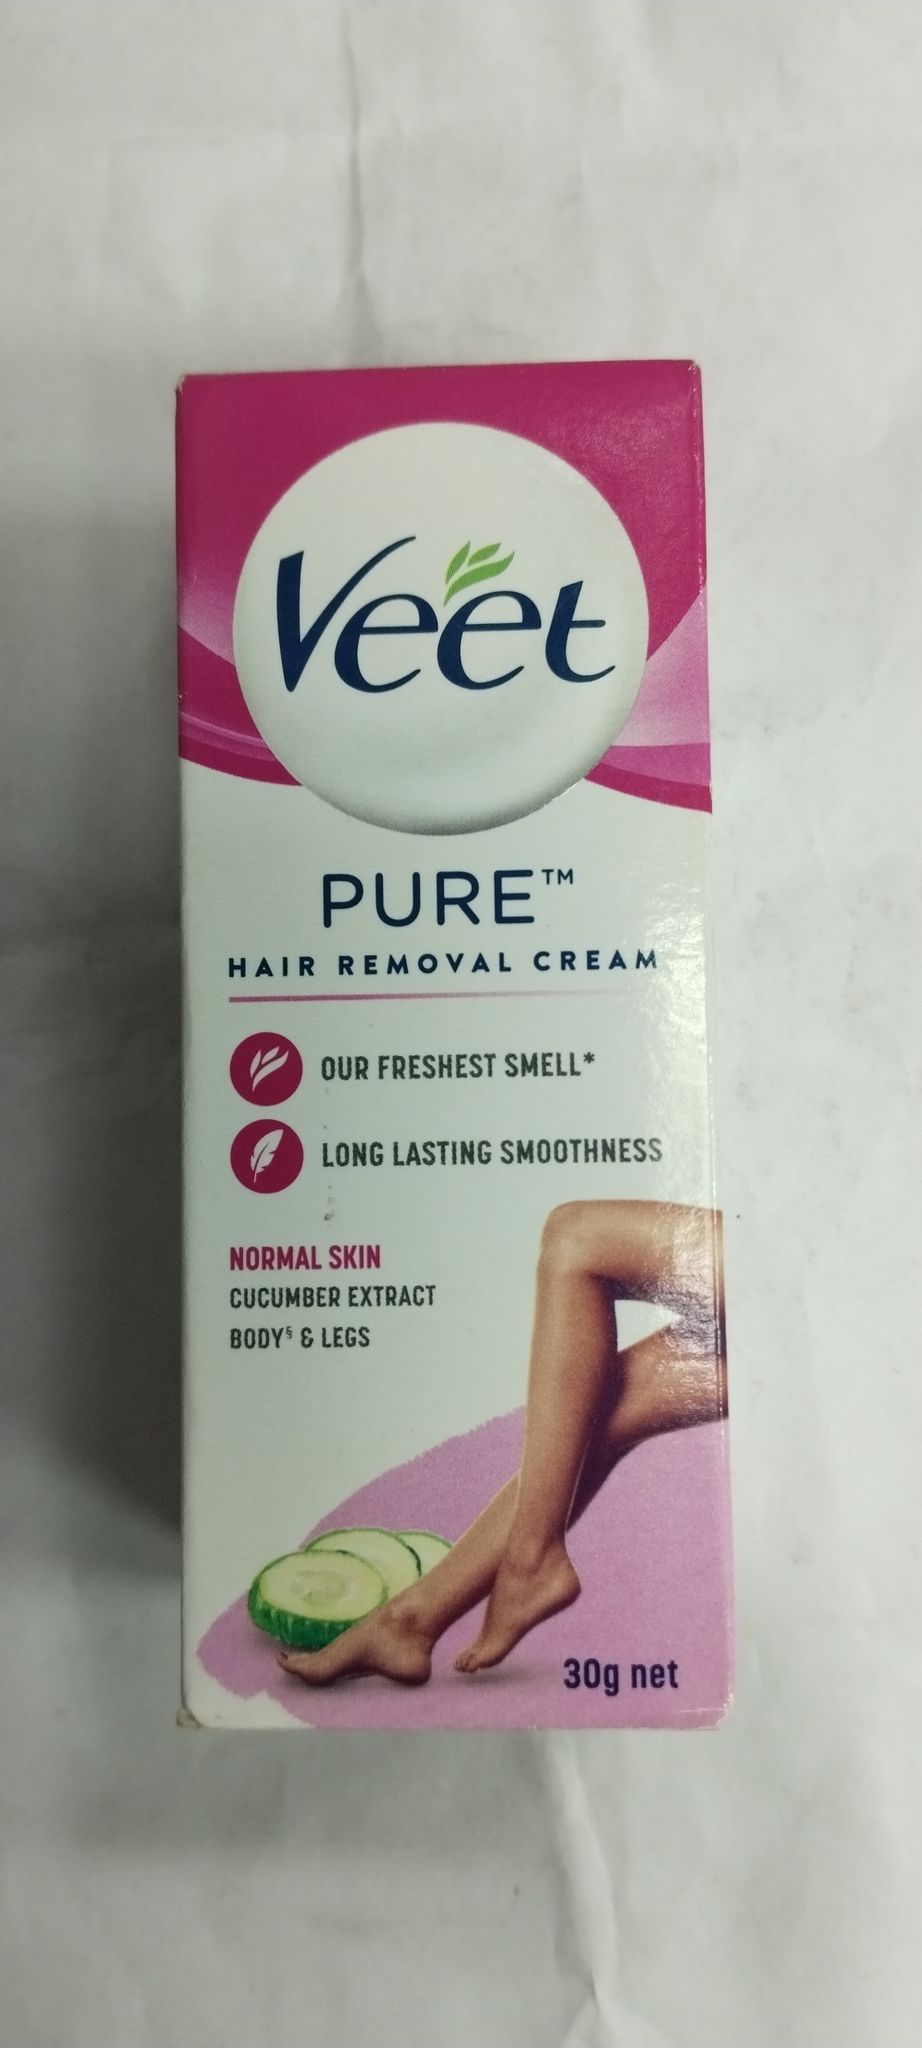 Veet
PURE™
HAIR REMOVAL CREAM
OUR FRESHEST SMELL*
LONG LASTING SMOOTHNESS
NORMAL SKIN
CUCUMBER EXTRACT
BODY§ & LEGS
30g net